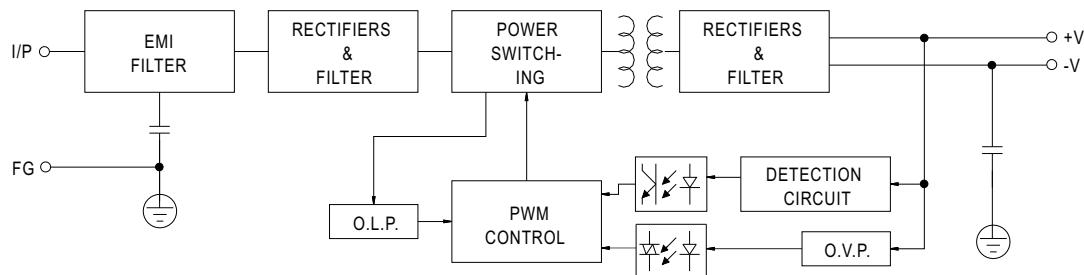 I/P
EMI
FILTER
RECTIFIERS
&
FILTER
POWER
SWITCH-
ING
RECTIFIERS
&
FILTER
+V
-V
FG
O.L.P.
PWM
CONTROL
DETECTION
CIRCUIT
O.V.P.